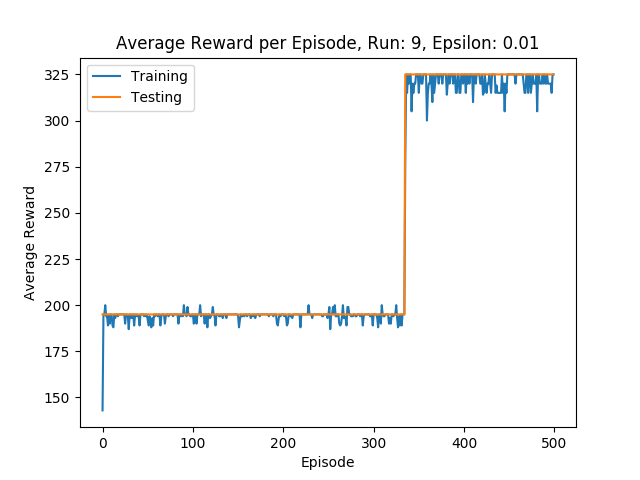 Average Reward per Episode, Run: 9, Epsilon: 0.01
Training
Testing
325
300
275
250
225
200
175
150
Average Reward
0 100 200 300 400 500
Episode